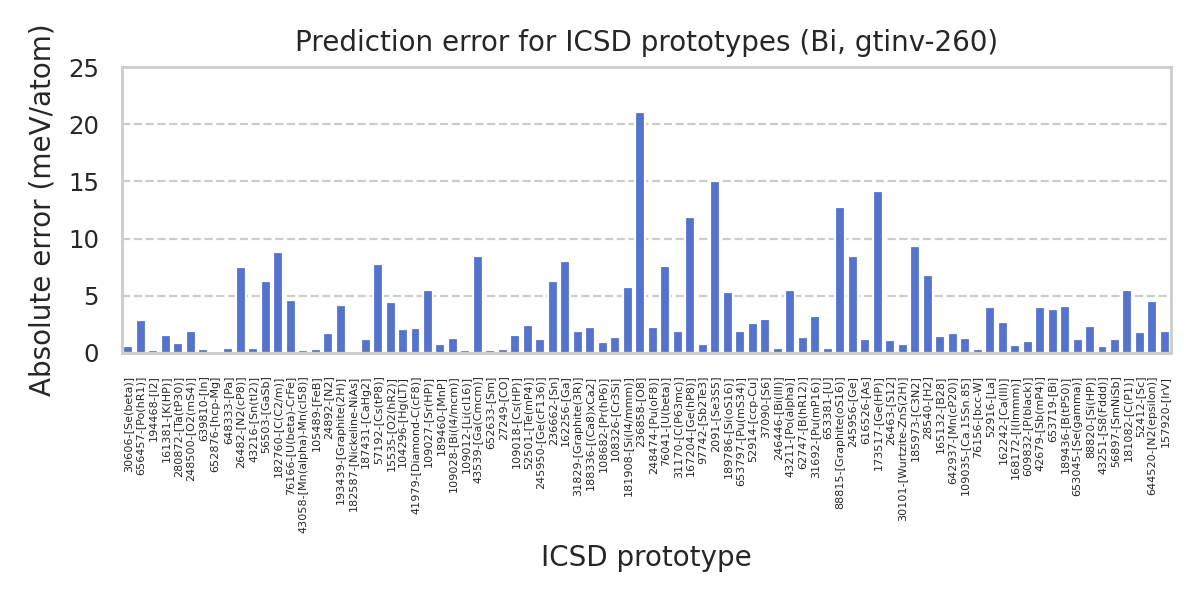 Prediction error for ICSD prototypes (Bi, gtinv-260)
Absolute error (meV/atom)
25
20
15
10
5
0
30606-[Se(beta)]
656457-[Po(hR1)]
194468-[I2]
161381-[K(HP)]
280872-[Ta(tP30)]
248500-[O2(mS4)]
639810-[In]
652876-[hcp-Mg]
648333-[Pa]
26482-[N2(cP8)]
43216-[Sn(tI2)]
56503-[GaSb]
182760-[C(C2/m)]
76166-[U(beta)-CrFe]
43058-[Mn(alpha)-Mn(cI58)]
105489-[FeB]
24892-[N2]
193439-[Graphite(2H)]
182587-[Nickeline-NiAs]
187431-[CaHg2]
57192-[Cs(tP8)]
15535-[O2(hR2)]
104296-[Hg(LT)]
41979-[Diamond-C(cF8)]
109027-[Sr(HP)]
189460-[MnP]
109028-[Bi(I4/mcm)]
109012-[Li(cI16)]
43539-[Ga(Cmcm)]
652633-[Sm]
27249-[CO]
109018-[Cs(HP)]
52501-[Te(mP4)]
245950-[Ge(cF136)]
236662-[Sn]
162256-[Ga]
31829-[Graphite(3R)]
188336-[(Ca8)xCa2]
108682-[Pr(hP6)]
108326-[Cr3Si]
181908-[Si(I4/mmm)]
236858-[O8]
248474-[Pu(oF8)]
76041-[U(beta)]
31170-[C(P63mc)]
167204-[Ge(hP8)]
97742-[Sb2Te3]
2091-[Se3S5]
189786-[Si(oS16)]
653797-[Pu(mS34)]
52914-[ccp-Cu]
37090-[S6]
246446-[Bi(III)]
43211-[Po(alpha)]
62747-[B(hR12)]
31692-[Pu(mP16)]
653381-[U]
88815-[Graphite(oS16)]
245956-[Ge]
616526-[As]
173517-[Ge(HP)]
26463-[S12]
30101-[Wurtzite-ZnS(2H)]
185973-[C3N2]
28540-[H2]
165132-[B28]
642937-[Mn(cP20)]
109035-[Ca.15Sn.85]
76156-[bcc-W]
52916-[La]
162242-[Ca(III)]
168172-[I(Immm)]
609832-[P(black)]
42679-[Sb(mP4)]
653719-[Bi]
189436-[B(tP50)]
653045-[Se(gamma)]
88820-[Si(HP)]
43251-[S8(Fddd)]
56897-[SmNiSb]
181082-[C(P1)]
52412-[Sc]
644520-[N2(epsilon)]
157920-[IrV]
ICSD prototype